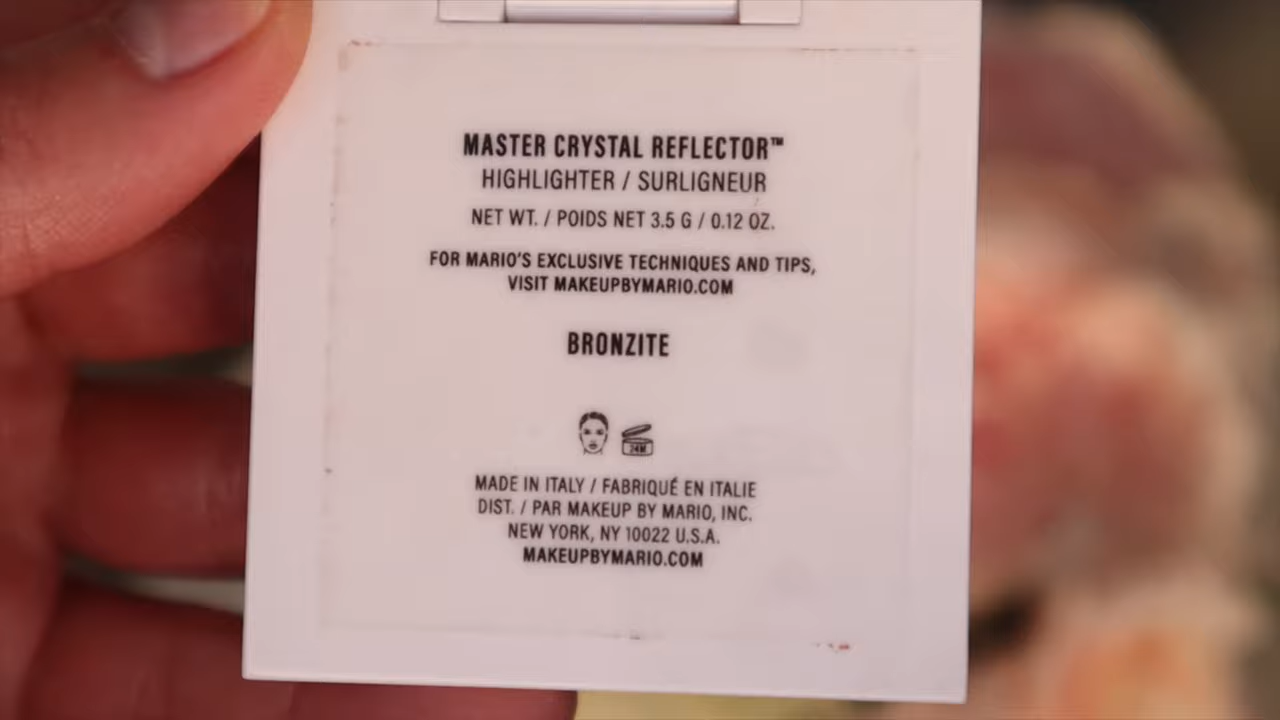 MASTER CRYSTAL REFLECTOR™
HIGHLIGHTER / SURLIGNEUR
NET WT. / POIDS NET 3.5 G / 0.12 OZ.
FOR MARIO'S EXCLUSIVE TECHNIQUES AND TIPS,
VISIT MAKEUPBYMARIO.COM
BRONZITE
24M
MADE IN ITALY / FABRIQUÉ EN ITALIE
DIST. / PAR MAKEUP BY MARIO, INC.
NEW YORK, NY 10022 U.S.A.
MAKEUPBYMARIO.COM